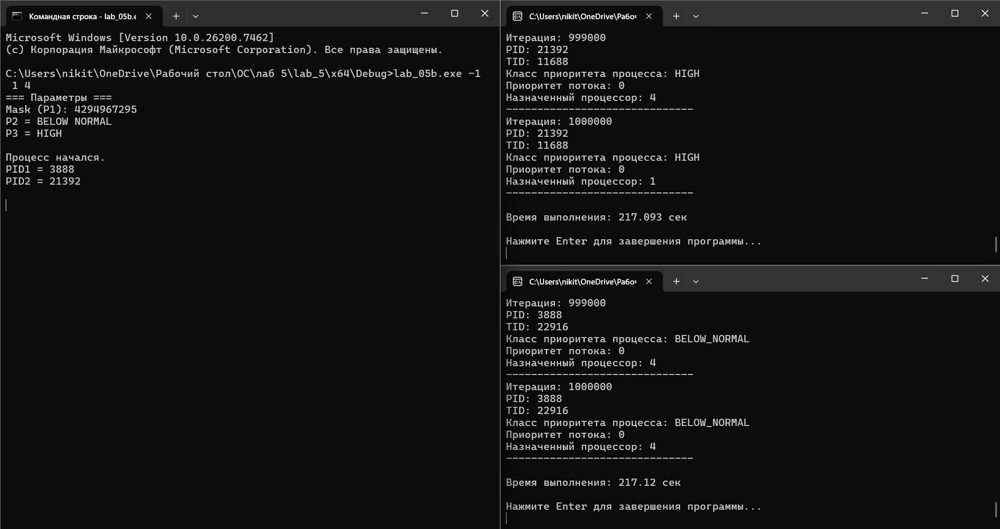 Командная строка - lab_05b.e
Microsoft Windows [Version 10.0.26200.7462]
(c) Корпорация Майкрософт (Microsoft Corporation). Все права защищены.
C:\Users\nikit\OneDrive\Рабочий стол\ОС\лаб 5\lab_5\x64\Debug>lab_05b.exe -1
1 4
=== Параметры ===
Mask (P1): 4294967295
P2 = BELOW NORMAL
P3 = HIGH
Процесс начался.
PID1 = 3888
PID2 = 21392
C:\Users\nikit\OneDrive\Рабоч
Итерация: 999000
PID: 21392
TID: 11688
Класс приоритета процесса: HIGH
Приоритет потока: 0
Назначенный процессор: 4
------------------------------
Итерация: 1000000
PID: 21392
TID: 11688
Класс приоритета процесса: HIGH
Приоритет потока: 0
Назначенный процессор: 1
------------------------------
Время выполнения: 217.093 сек
Нажмите Enter для завершения программы...
C:\Users\nikit\OneDrive\Рабоч
Итерация: 999000
PID: 3888
TID: 22916
Класс приоритета процесса: BELOW_NORMAL
Приоритет потока: 0
Назначенный процессор: 4
------------------------------
Итерация: 1000000
PID: 3888
TID: 22916
Класс приоритета процесса: BELOW_NORMAL
Приоритет потока: 0
Назначенный процессор: 4
------------------------------
Время выполнения: 217.12 сек
Нажмите Enter для завершения программы...